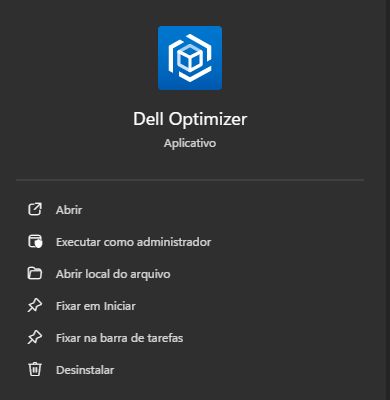 Dell Optimizer
Aplicativo
Abrir
Executar como administrador
Abrir local do arquivo
Fixar em Iniciar
Fixar na barra de tarefas
Desinstalar